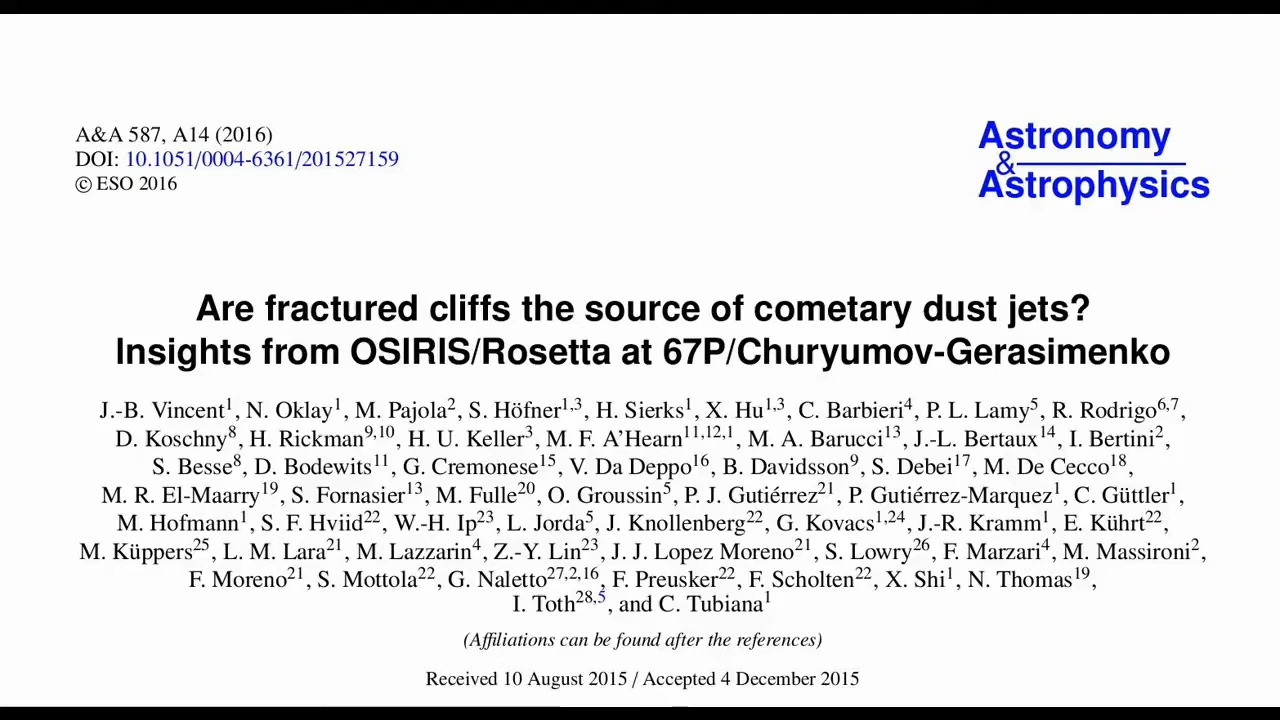 A&A 587, A14 (2016)
DOI: 10.1051/0004-6361/201527159
© ESO 2016
Astronomy
&
Astrophysics
Are fractured cliffs the source of cometary dust jets?
Insights from OSIRIS/Rosetta at 67P/Churyumov-Gerasimenko
J.-B. Vincent1, N. Oklay1, M. Pajola2, S. Höfner1,3, H. Sierks1, X. Hu1,3, C. Barbieri4, P. L. Lamy5, R. Rodrigo6,7,
D. Koschny8, H. Rickman9,10, H. U. Keller3, M. F. A'Hearn11,12,1, M. A. Barucci13, J.-L. Bertaux14, I. Bertini2,
S. Besse8, D. Bodewits11, G. Cremonese15, V. Da Deppo16, B. Davidsson9, S. Debei17, M. De Cecco18,
M. R. El-Maarry19, S. Fornasier13, M. Fulle20, O. Groussin5, P. J. Gutiérrez21, P. Gutiérrez-Marquez1, C. Güttler1,
M. Hofmann1, S. F. Hviid22, W.-H. Ip23, L. Jorda5, J. Knollenberg22, G. Kovacs1,24, J.-R. Kramm1, E. Kührt22,
M. Küppers25, L. M. Lara21, M. Lazzarin4, Z.-Y. Lin23, J. J. Lopez Moreno21, S. Lowry26, F. Marzari4, M. Massironi2,
F. Moreno21, S. Mottola22, G. Naletto27,2,16, F. Preusker22, F. Scholten22, X. Shi1, N. Thomas19,
I. Toth28,5, and C. Tubiana1
(Affiliations can be found after the references)
Received 10 August 2015 / Accepted 4 December 2015